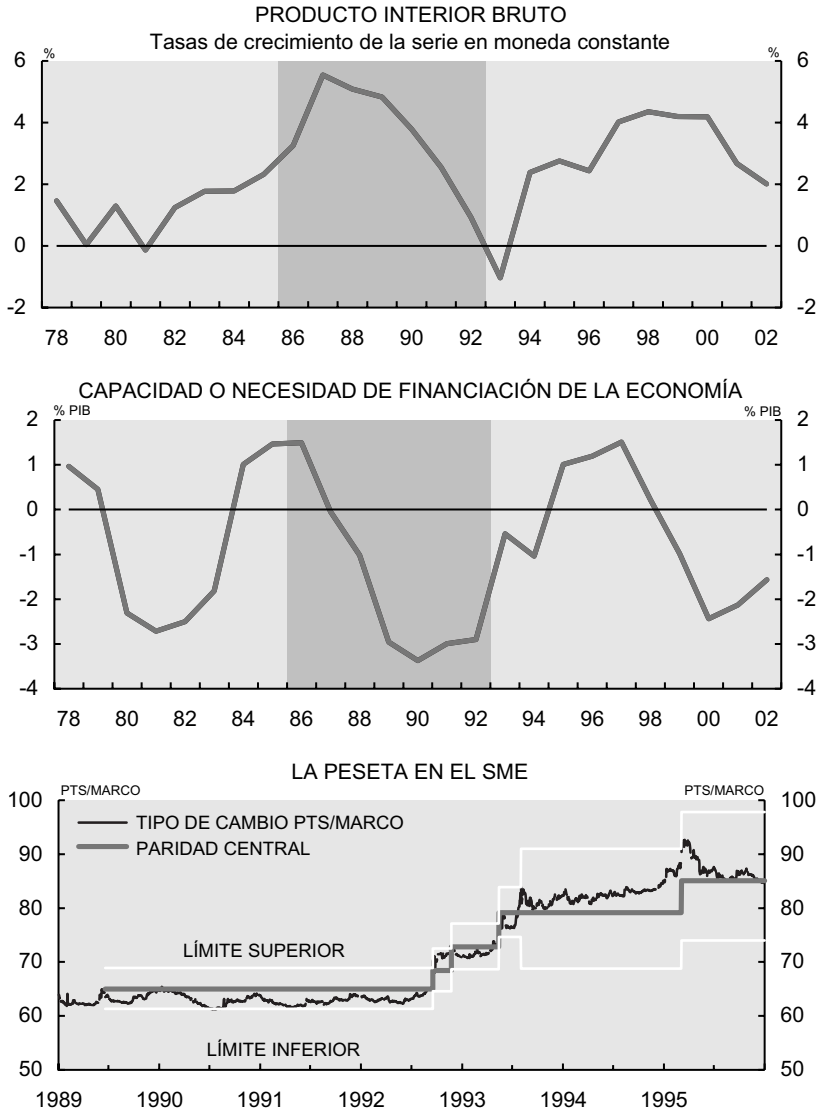 PRODUCTO INTERIOR BRUTO
Tasas de crecimiento de la serie en moneda constante
% %
6 6
4 4
2 2
0 0
-2 -2
78 80 82 84 86 88 90 92 94 96 98 00 02
CAPACIDAD O NECESIDAD DE FINANCIACIÓN DE LA ECONOMÍA
% PIB % PIB
2 2
1 1
0 0
-1 -1
-2 -2
-3 -3
-4 -4
78 80 82 84 86 88 90 92 94 96 98 00 02
LA PESETA EN EL SME
PTS/MARCO PTS/MARCO
100 100
TIPO DE CAMBIO PTS/MARCO
PARIDAD CENTRAL
90 90
80 80
LÍMITE SUPERIOR
70 70
60 60
LÍMITE INFERIOR
50 50
1989 1990 1991 1992 1993 1994 1995